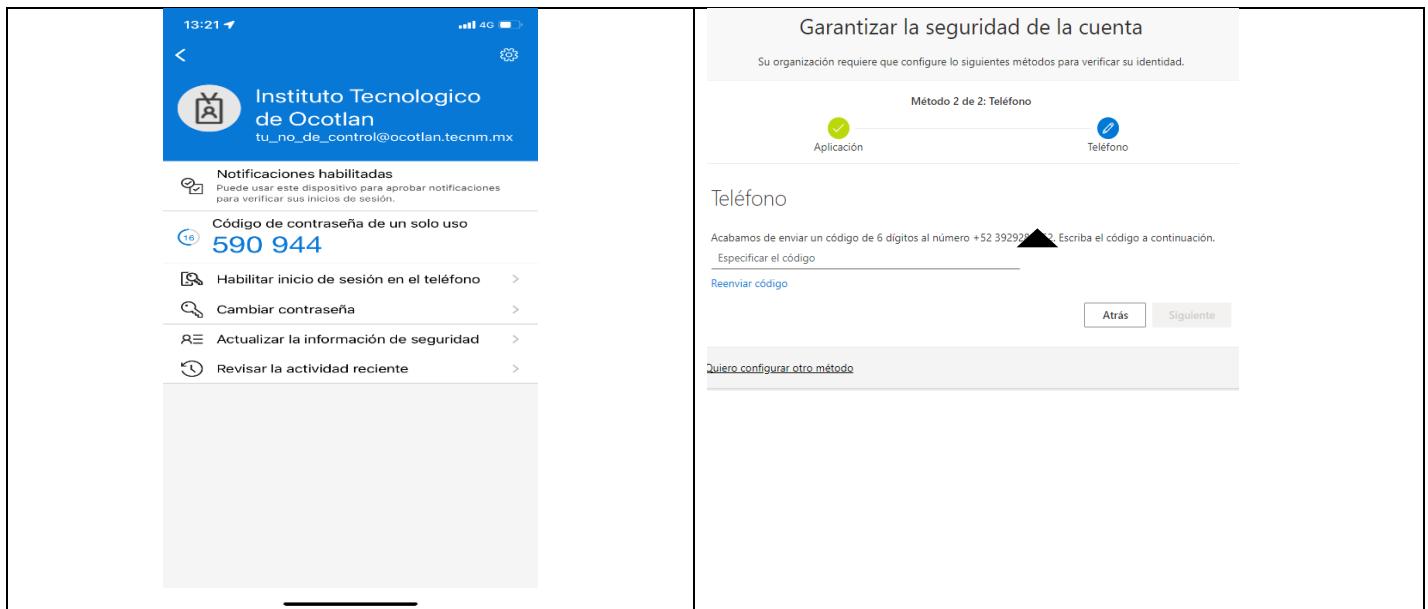 13:21
4G
Instituto Tecnologico
de Ocotlan
tu_no_de_control@ocotlan.tecnm.mx
Notificaciones habilitadas
Puede usar este dispositivo para aprobar notificaciones
para verificar sus inicios de sesión.
Código de contraseña de un solo uso
16
590 944
Habilitar inicio de sesión en el teléfono
Cambiar contraseña
Actualizar la información de seguridad
Revisar la actividad reciente
Garantizar la seguridad de la cuenta
Su organización requiere que configure lo siguientes métodos para verificar su identidad.
Método 2 de 2: Teléfono
Aplicación
Teléfono
Teléfono
Acabamos de enviar un código de 6 dígitos al número +52 Escriba el código a continuación.
Especificar el código
Reenviar código
Atrás
Siguiente
Quiero configurar otro método